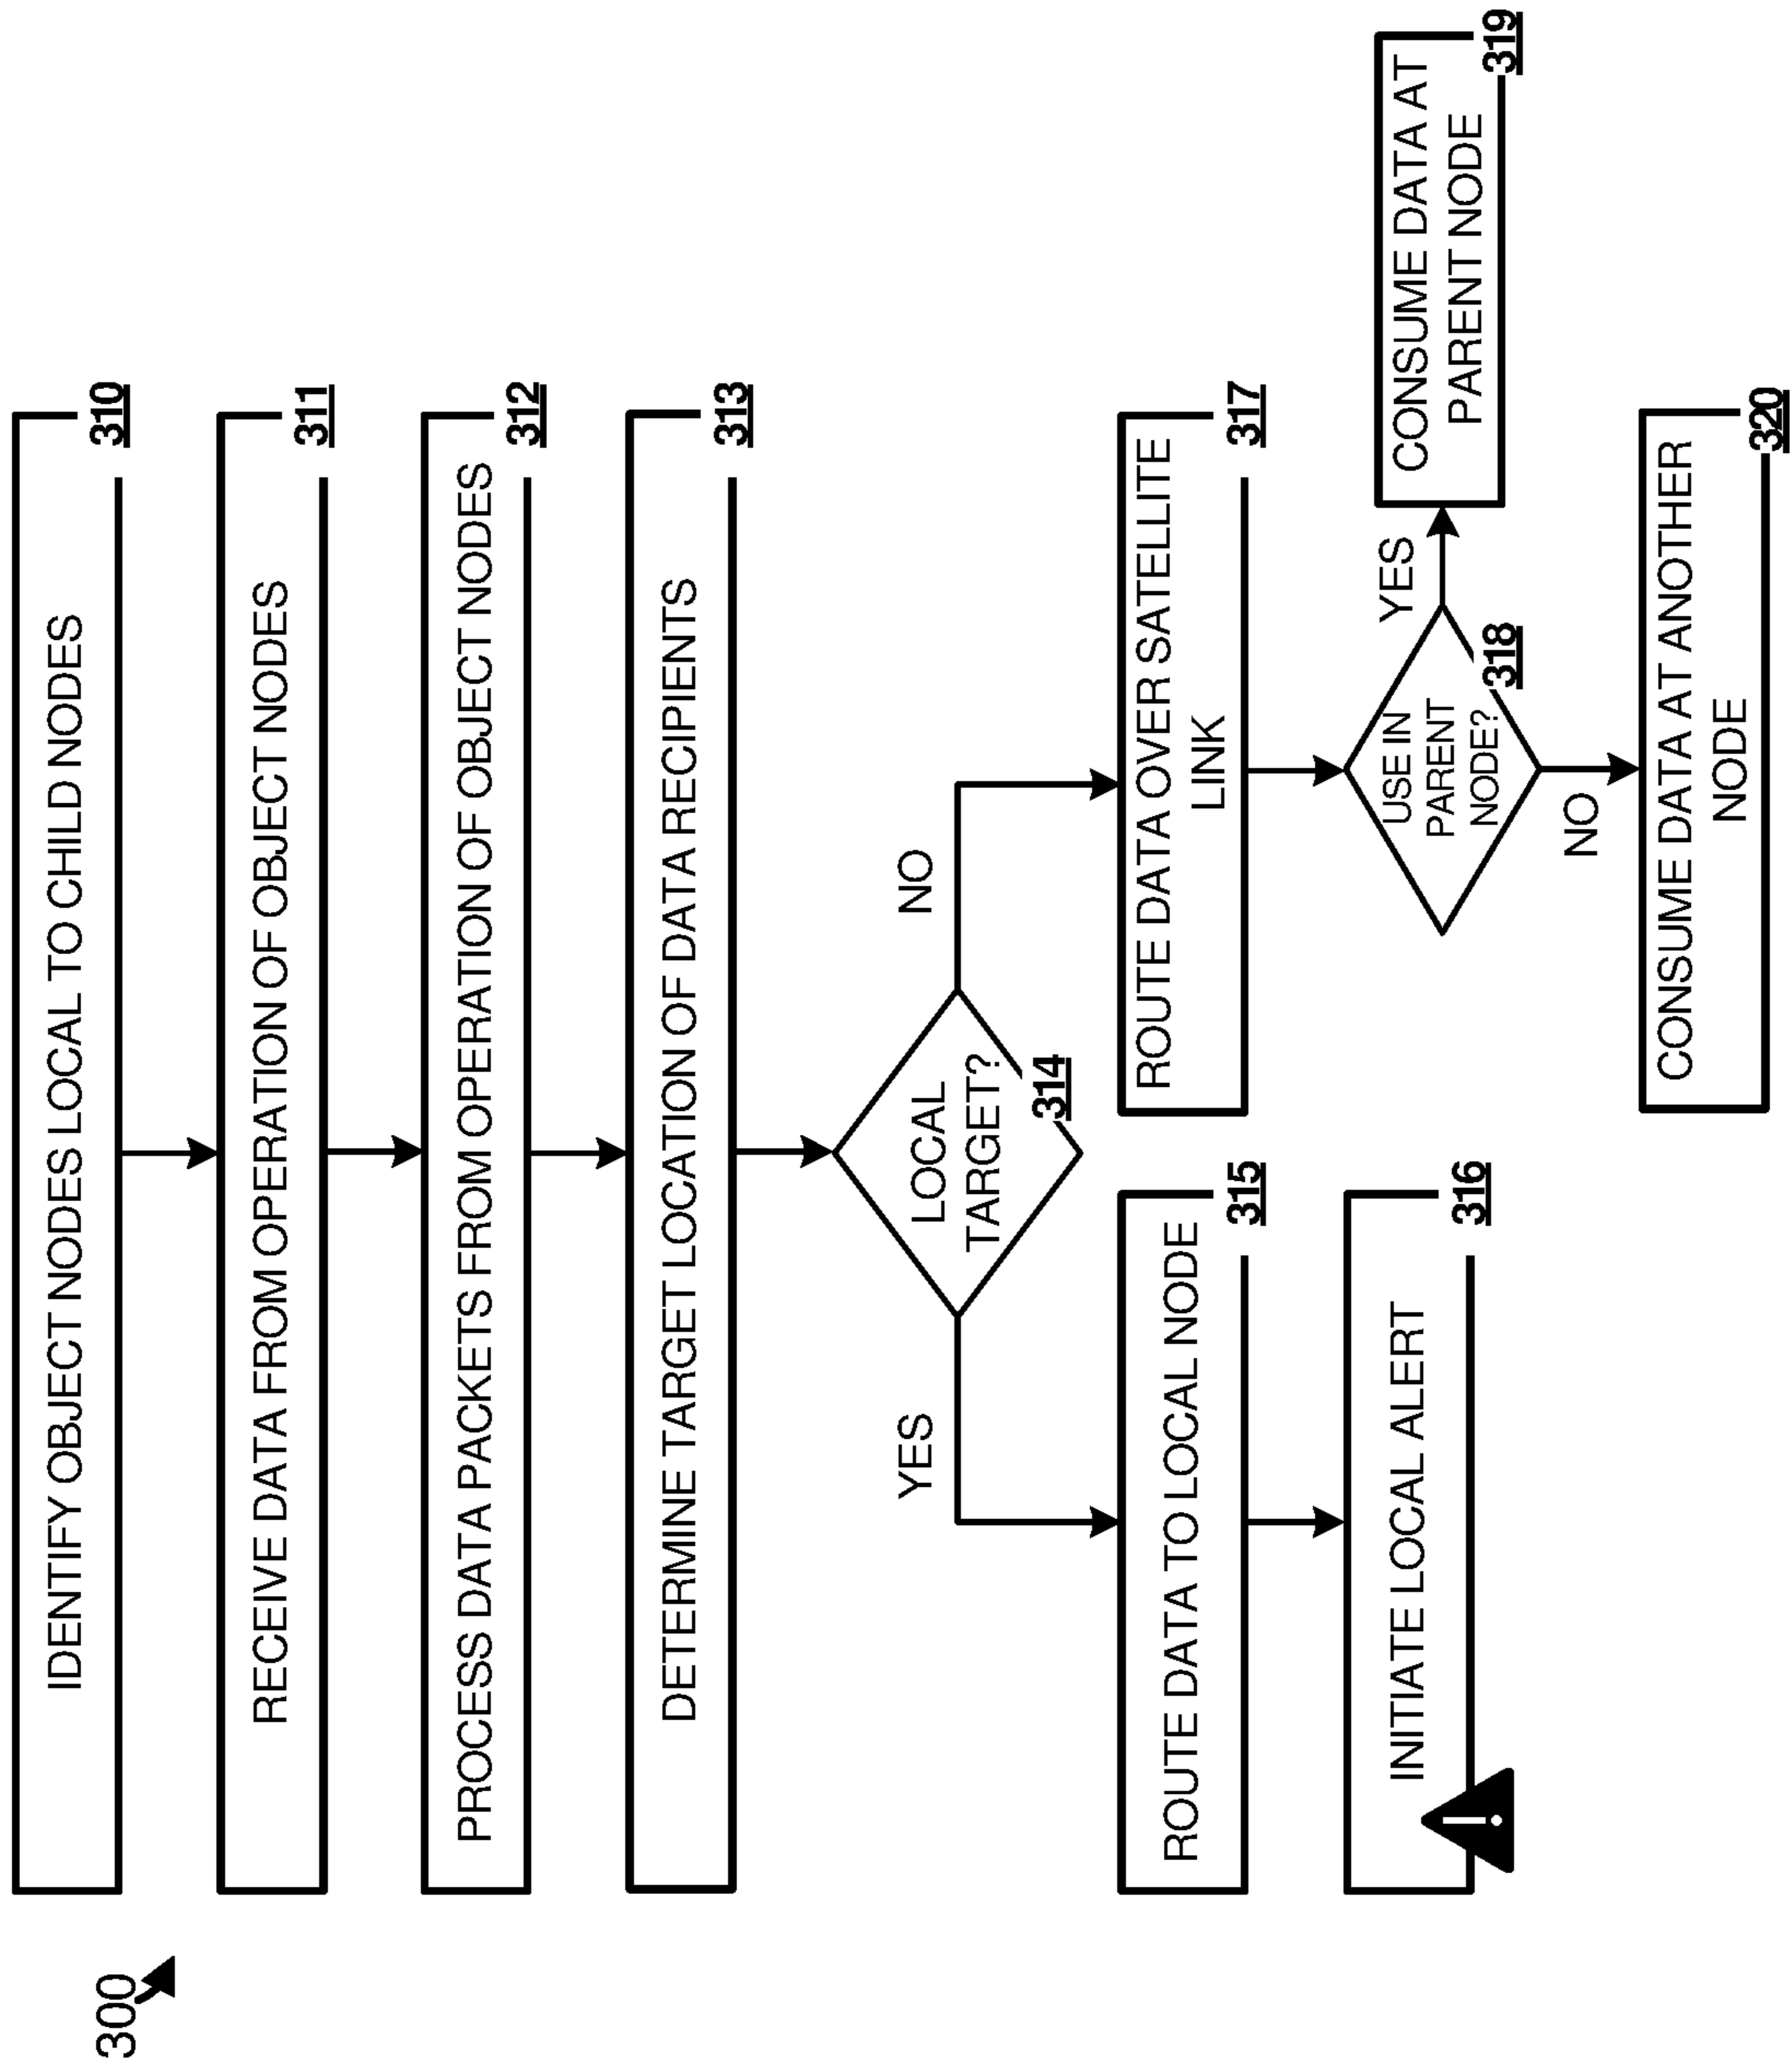 300
IDENTIFY OBJECT NODES LOCAL TO CHILD NODES
310
RECEIVE DATA FROM OPERATION OF OBJECT NODES
311
PROCESS DATA PACKETS FROM OPERATION OF OBJECT NODES
312
DETERMINE TARGET LOCATION OF DATA RECIPIENTS
313
LOCAL
TARGET?
314
YES
NO
ROUTE DATA TO LOCAL NODE
315
INITIATE LOCAL ALERT
316
!
ROUTE DATA OVER SATELLITE
LINK
317
USE IN
PARENT
NODE?
318
YES
CONSUME DATA AT
PARENT NODE
319
NO
CONSUME DATA AT ANOTHER
NODE
320